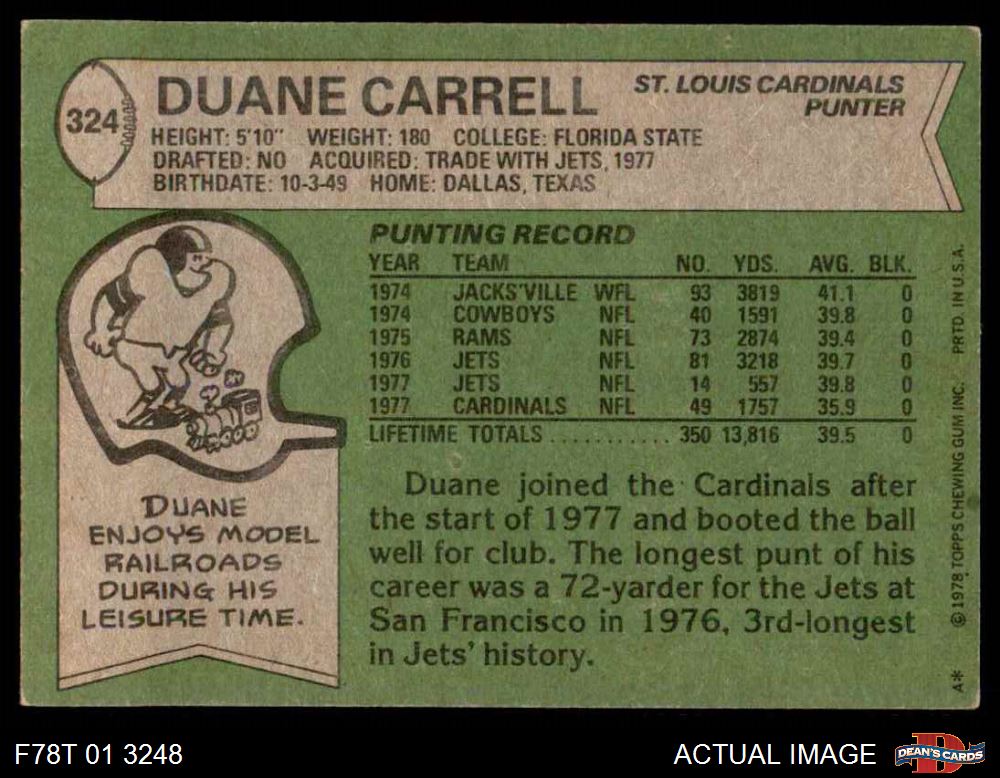 324
DUANE CARRELL
ST. LOUIS CARDINALS
PUNTER
HEIGHT: 5'10" WEIGHT: 180 COLLEGE: FLORIDA STATE
DRAFTED: NO ACQUIRED: TRADE WITH JETS, 1977
BIRTHDATE: 10-3-49 HOME: DALLAS, TEXAS
PUNTING RECORD
YEAR TEAM NO. YDS. AVG. BLK.
1974 JACKS'VILLE WFL 93 3819 41.1 0
1974 COWBOYS NFL 40 1591 39.8 0
1975 RAMS NFL 73 2874 39.4 0
1976 JETS NFL 81 3218 39.7 0
1977 JETS NFL 14 557 39.8 0
1977 CARDINALS NFL 49 1757 35.9 0
LIFETIME TOTALS ........... 350 13,816 39.5 0
DUANE
ENJOYS MODEL
RAILROADS
DURING HIS
LEISURE TIME.
Duane joined the Cardinals after
the start of 1977 and booted the ball
well for club. The longest punt of his
career was a 72-yarder for the Jets at
San Francisco in 1976, 3rd-longest
in Jets' history.
A* ©1978 TOPPS CHEWING GUM INC. PRTD. IN U.S.A.
F78T 01 3248
ACTUAL IMAGE
D
DEAN'S CARDS